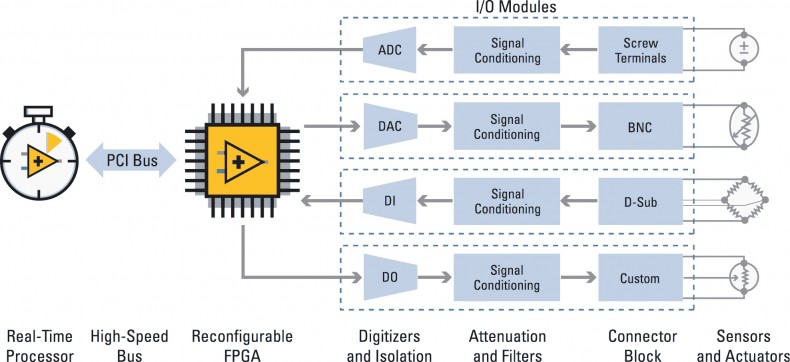 I/O Modules
ADC
Signal
Conditioning
Screw
Terminals
PCI Bus
DAC
Signal
Conditioning
BNC
DI
Signal
Conditioning
D-Sub
DO
Signal
Conditioning
Custom
Real-Time
Processor
High-Speed
Bus
Reconfigurable
FPGA
Digitizers
and Isolation
Attenuation
and Filters
Connector
Block
Sensors
and Actuators